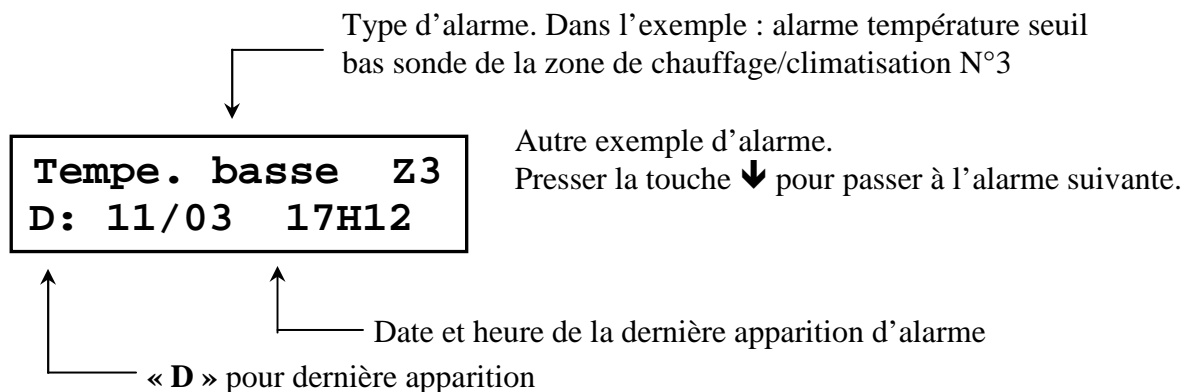 Type d’alarme. Dans l’exemple : alarme température seuil
bas sonde de la zone de chauffage/climatisation N°3
Tempe. basse Z3
D: 11/03 17H12
Autre exemple d’alarme.
Presser la touche 🡻 pour passer à l’alarme suivante.
Date et heure de la dernière apparition d’alarme
« D » pour dernière apparition